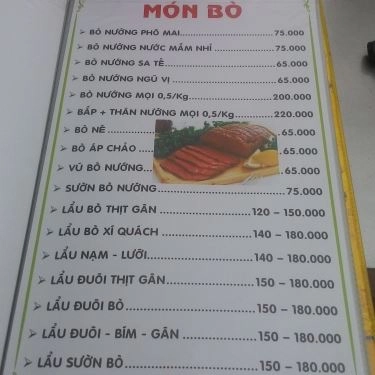 MÓN BÒ
➢ BÒ NƯỚNG PHÔ MAI................75.000
➢ BÒ NƯỚNG NƯỚC MẮM NHỈ................75.000
➢ BÒ NƯỚNG SA TẾ................65.000
➢ BÒ NƯỚNG NGŨ VỊ................65.000
➢ BÒ NƯỚNG MỌI 0,5/Kg................200.000
➢ BẮP + THĂN NƯỚNG MỌI 0,5/Kg................220.000
➢ BÒ NÉ................65.000
➢ BÒ ÁP CHẢO................65.000
➢ VÚ BÒ NƯỚNG................65.000
➢ SƯỜN BÒ NƯỚNG................75.000
➢ LẨU BÒ THỊT GÂN................120 – 150.000
➢ LẨU BÒ XÍ QUÁCH................140 – 180.000
➢ LẨU NẠM - LƯỠI................140 – 180.000
➢ LẨU ĐUÔI THỊT GÂN................150 – 180.000
➢ LẨU ĐUÔI BÒ................150 – 180.000
➢ LẨU ĐUÔI - BÍM - GÂN................150 – 180.000
➢ LẨU SƯỜN BÒ................150 – 180.000